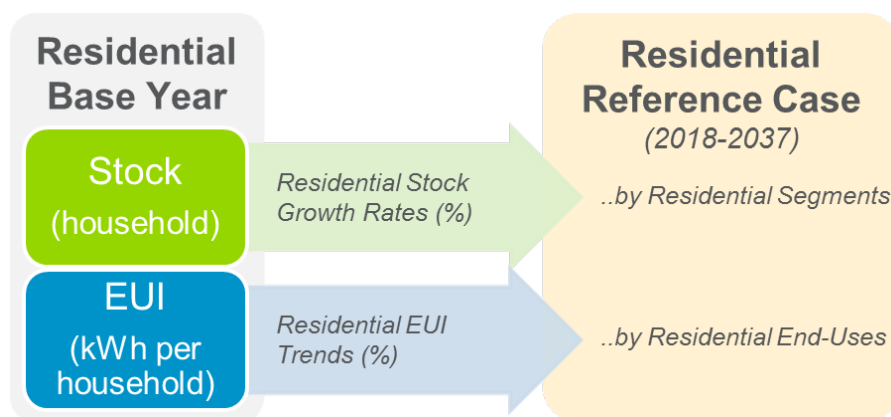 Residential
Base Year
Stock
(household)
EUI
(kWh per
household)
Residential Stock
Growth Rates (%)
Residential EUI
Trends (%)
Residential
Reference Case
(2018-2037)
..by Residential Segments
..by Residential End-Uses